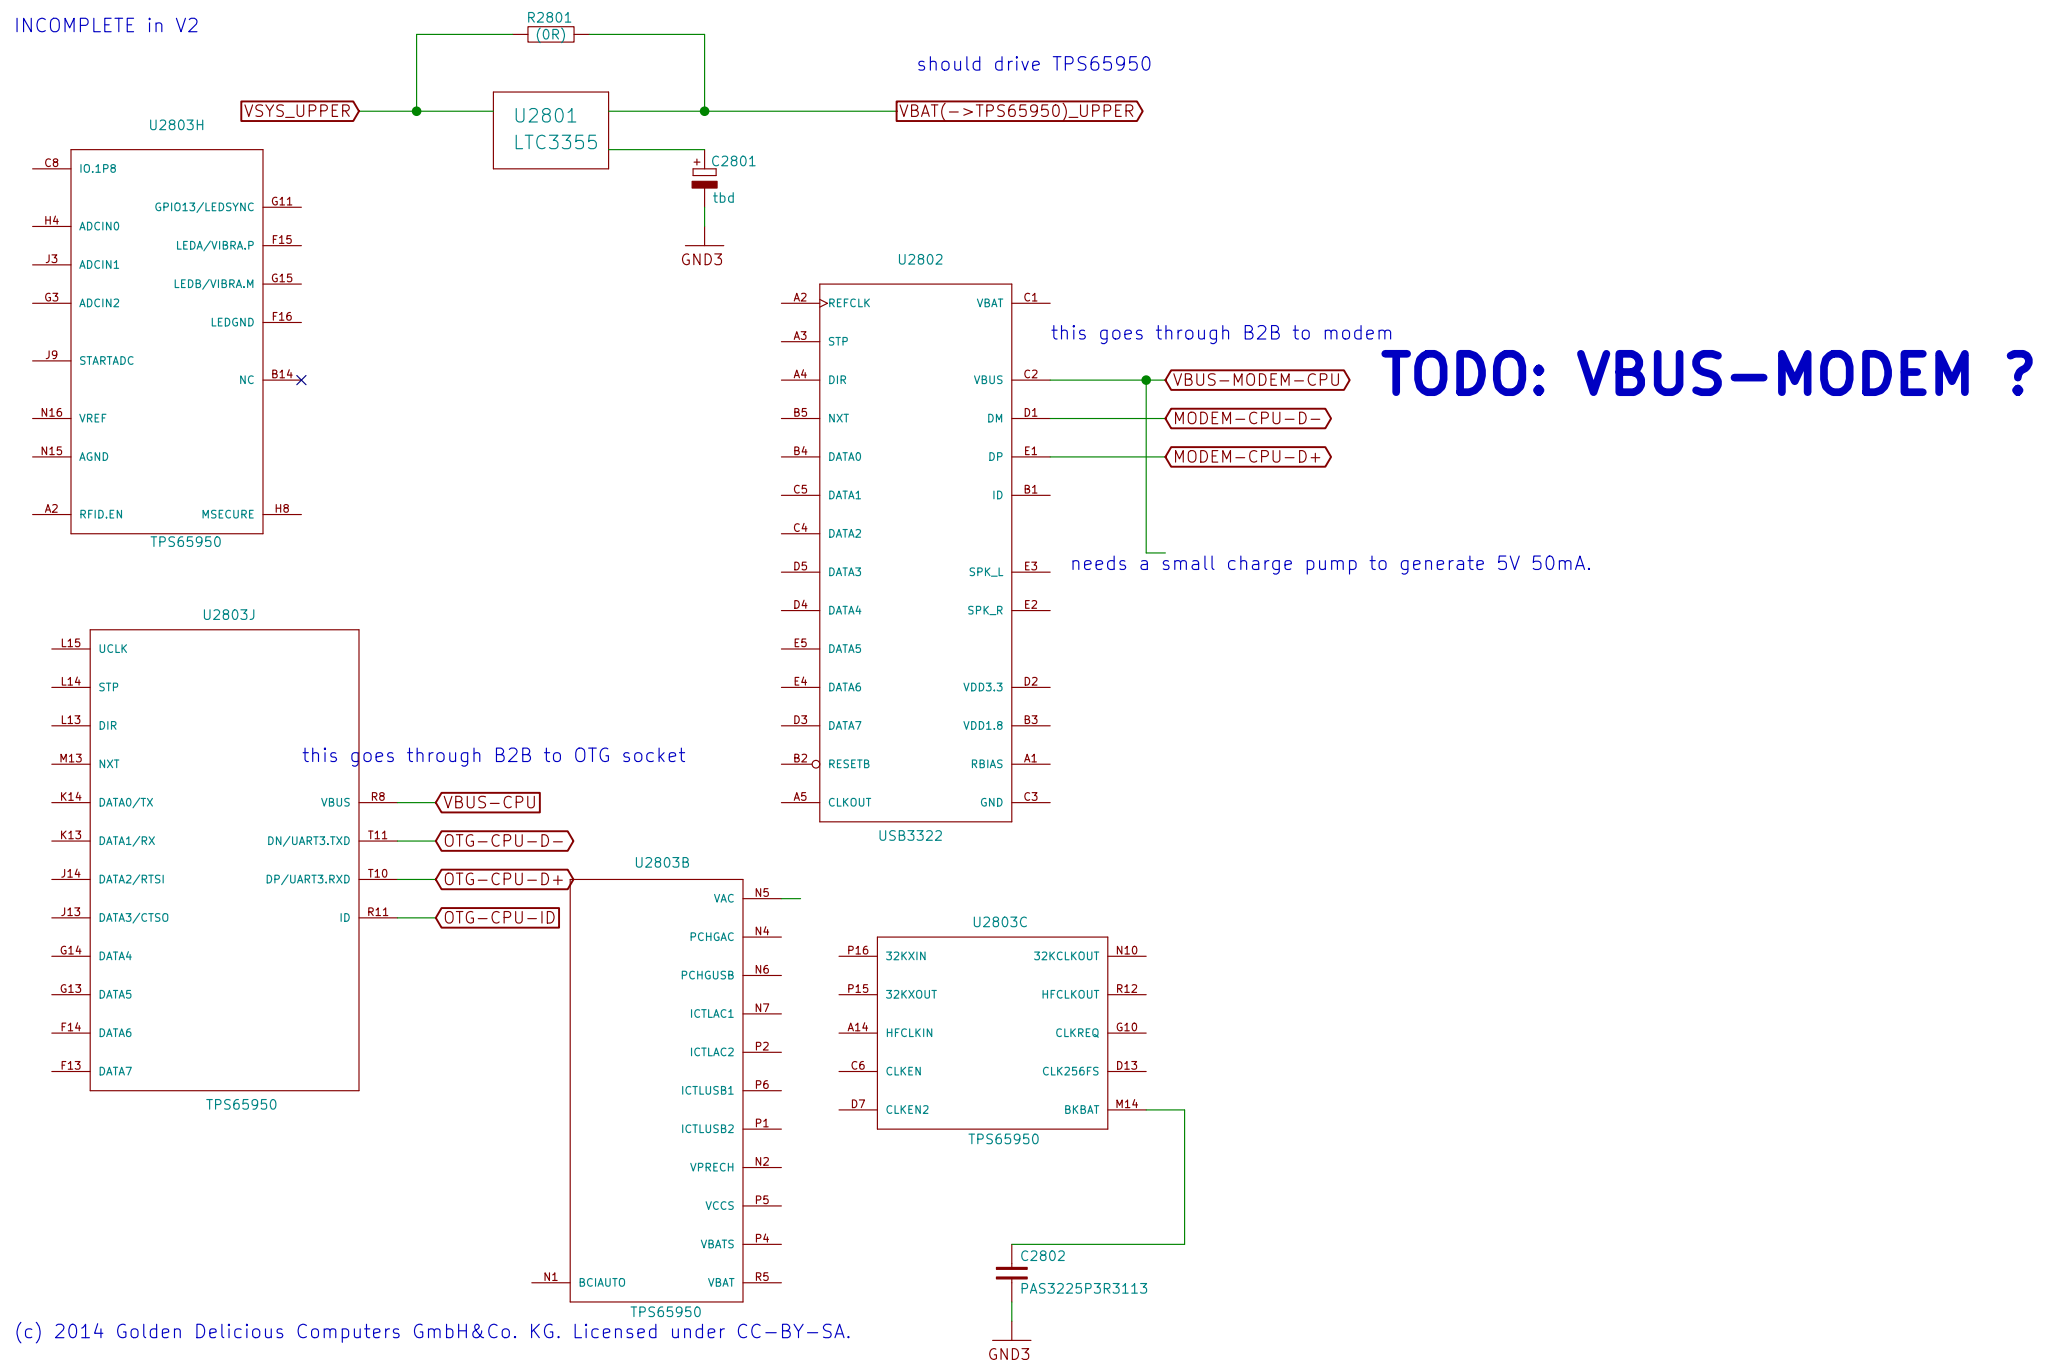 INCOMPLETE in V2
R2801
(0R)
should drive TPS65950
VSYS_UPPER
U2801
LTC3355
VBAT(->TPS65950)_UPPER
+
C2801
tbd
GND3
U2803H
C8 IO.1P8
GPIO13/LEDSYNC G11
H4 ADCIN0
LEDA/VIBRA.P F15
J3 ADCIN1
LEDB/VIBRA.M G15
G3 ADCIN2
LEDGND F16
J9 STARTADC
NC B14
N16 VREF
N15 AGND
A2 RFID.EN
MSECURE H8
TPS65950
U2802
A2 REFCLK VBAT C1
this goes through B2B to modem
A3 STP
A4 DIR VBUS C2 VBUS-MODEM-CPU
TODO: VBUS-MODEM ?
B5 NXT DM D1 MODEM-CPU-D-
B4 DATA0 DP E1 MODEM-CPU-D+
C5 DATA1 ID B1
C4 DATA2
needs a small charge pump to generate 5V 50mA.
D5 DATA3 SPK_L E3
D4 DATA4 SPK_R E2
E5 DATA5
E4 DATA6 VDD3.3 D2
D3 DATA7 VDD1.8 B3
B2 RESETB RBIAS A1
A5 CLKOUT GND C3
USB3322
U2803J
L15 UCLK
L14 STP
L13 DIR
this goes through B2B to OTG socket
M13 NXT
K14 DATA0/TX VBUS R8 VBUS-CPU
K13 DATA1/RX DN/UART3.TXD T11 OTG-CPU-D-
J14 DATA2/RTSI DP/UART3.RXD T10 OTG-CPU-D+
J13 DATA3/CTSO ID R11 OTG-CPU-ID
G14 DATA4
G13 DATA5
F14 DATA6
F13 DATA7
TPS65950
U2803B
VAC N5
PCHGAC N4
PCHGUSB N6
ICTLAC1 N7
ICTLAC2 P2
ICTLUSB1 P6
ICTLUSB2 P1
VPRECH N2
VCCS P5
VBATS P4
N1 BCIAUTO VBAT R5
TPS65950
U2803C
P16 32KXIN 32KCLKOUT N10
P15 32KXOUT HFCLKOUT R12
A14 HFCLKIN CLKREQ G10
C6 CLKEN CLK256FS D13
D7 CLKEN2 BKBAT M14
TPS65950
C2802
PAS3225P3R3113
GND3
(c) 2014 Golden Delicious Computers GmbH&Co. KG. Licensed under CC-BY-SA.